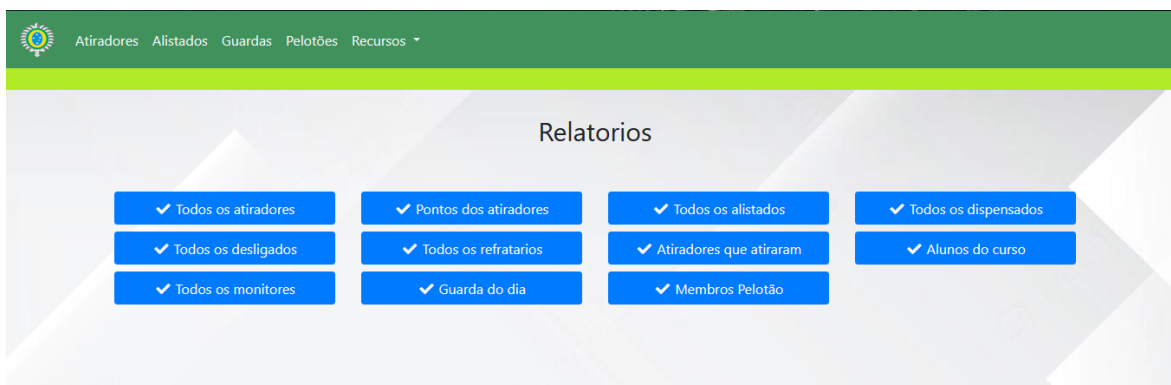 Atiradores Alistados Guardas Pelotões Recursos
Relatorios
Todos os atiradores Pontos dos atiradores Todos os alistados Todos os dispensados
Todos os desligados Todos os refratarios Atiradores que atiraram Alunos do curso
Todos os monitores Guarda do dia Membros Pelotão